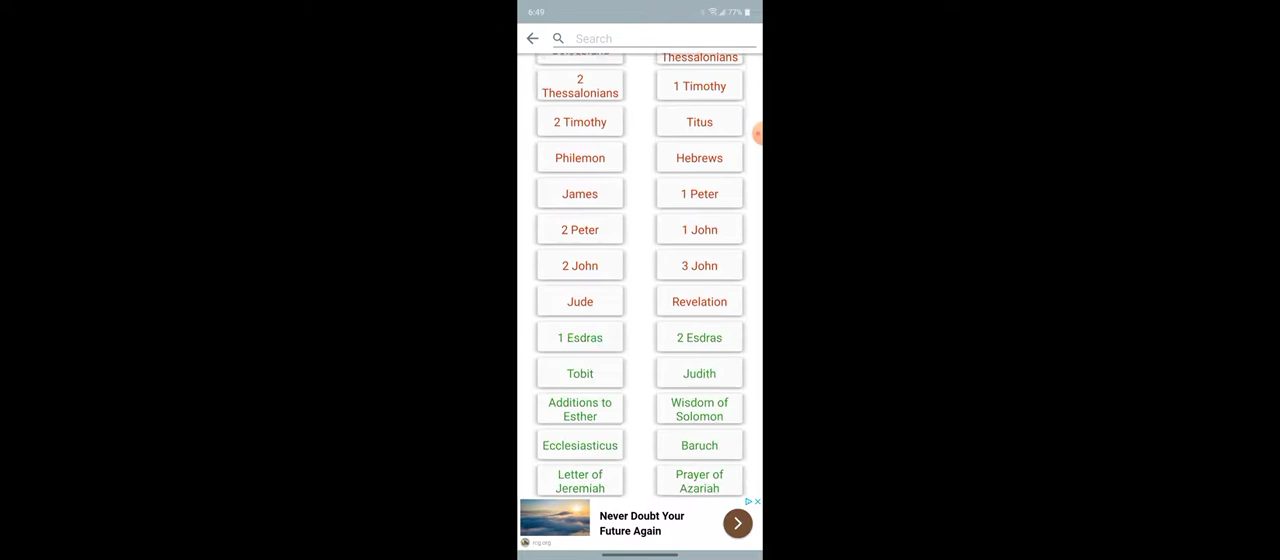 6:49
77%
Search
Thessalonians
2
Thessalonians
1 Timothy
2 Timothy
Titus
Philemon
Hebrews
James
1 Peter
2 Peter
1 John
2 John
3 John
Jude
Revelation
1 Esdras
2 Esdras
Tobit
Judith
Additions to
Esther
Wisdom of
Solomon
Ecclesiasticus
Baruch
Letter of
Jeremiah
Prayer of
Azariah
Never Doubt Your
Future Again
rcg.org